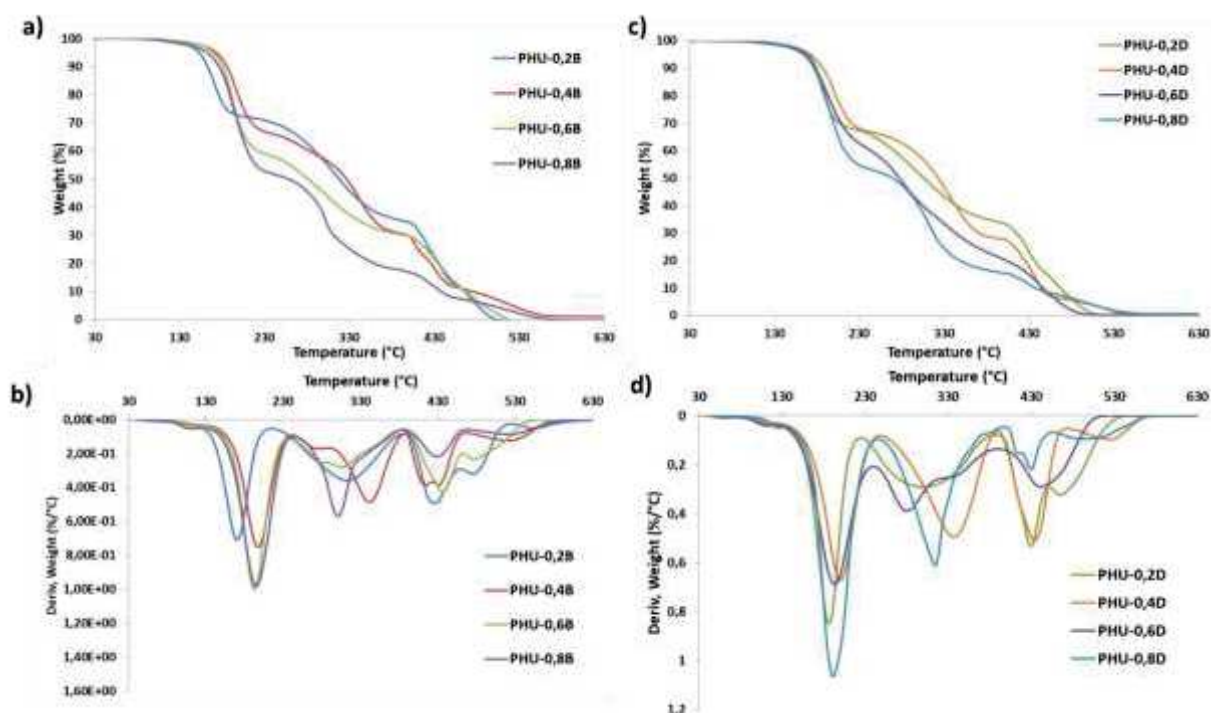 a)
100
90
80
70
60
50
40
30
20
10
0
Weight (%)
PHU-0,2B
PHU-0,4B
PHU-0,6B
PHU-0,8B
30 130 230 330 430 530 630
Temperature (°C)
c)
100
90
80
70
60
50
40
30
20
10
0
Weight (%)
PHU-0,2D
PHU-0,4D
PHU-0,6D
PHU-0,8D
30 130 230 330 430 530 630
Temperature (°C)
b)
Temperature (°C)
30 130 230 330 430 530 630
0,00E+00
2,00E-01
4,00E-01
6,00E-01
8,00E-01
1,00E+00
1,20E+00
1,40E+00
1,60E+00
Deriv, Weight (%/°C)
PHU-0,2B
PHU-0,4B
PHU-0,6B
PHU-0,8B
d)
Temperature (°C)
30 130 230 330 430 530 630
0
0,2
0,4
0,6
0,8
1
1,2
Deriv, Weight (%/°C)
PHU-0,2D
PHU-0,4D
PHU-0,6D
PHU-0,8D